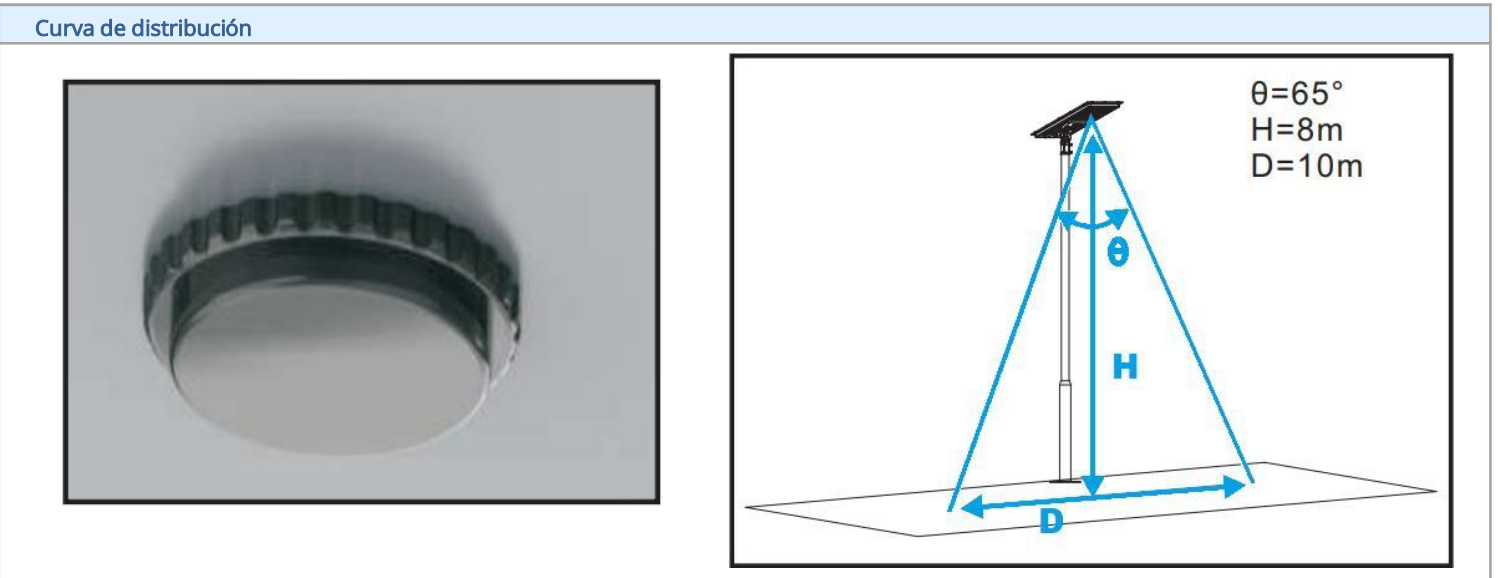 Curva de distribución
θ=65°
H=8m
D=10m
θ
H
D